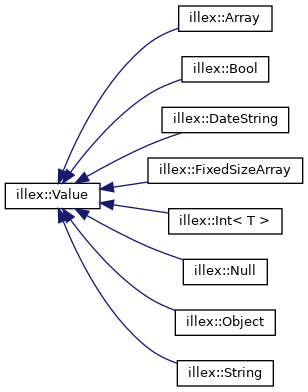 illex::Array
illex::Bool
illex::DateString
illex::FixedSizeArray
illex::Value
illex::Int< T >
illex::Null
illex::Object
illex::String